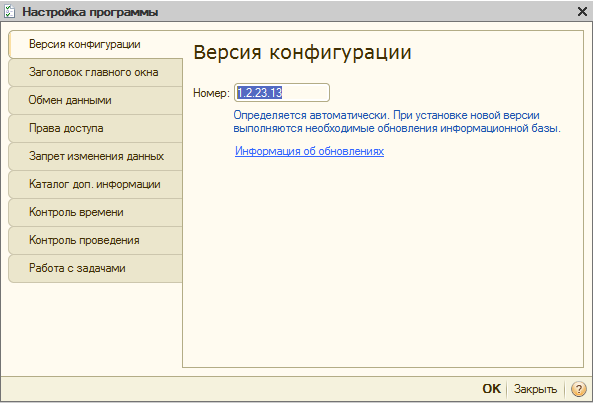 Настройка программы
Версия конфигурации
Заголовок главного окна
Обмен данными
Права доступа
Запрет изменения данных
Каталог доп. информации
Контроль времени
Контроль проведения
Работа с задачами
Версия конфигурации
Номер: 1.2.23.13
Определяется автоматически. При установке новой версии
выполняются необходимые обновления информационной базы.
Информация об обновлениях
OK Закрыть ?